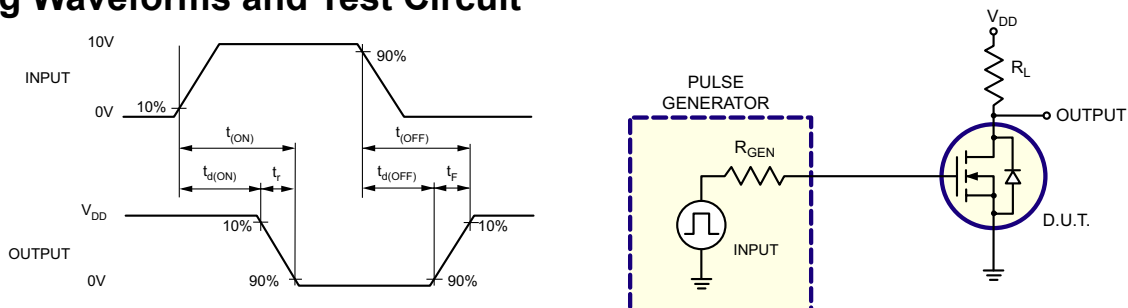 g Waveforms and Test Circuit
10V
INPUT
0V
10%
90%
t(ON)
t(OFF)
td(ON)
tr
td(OFF)
tF
VDD
OUTPUT
0V
10%
10%
90%
90%
VDD
RL
OUTPUT
PULSE
GENERATOR
RGEN
INPUT
D.U.T.